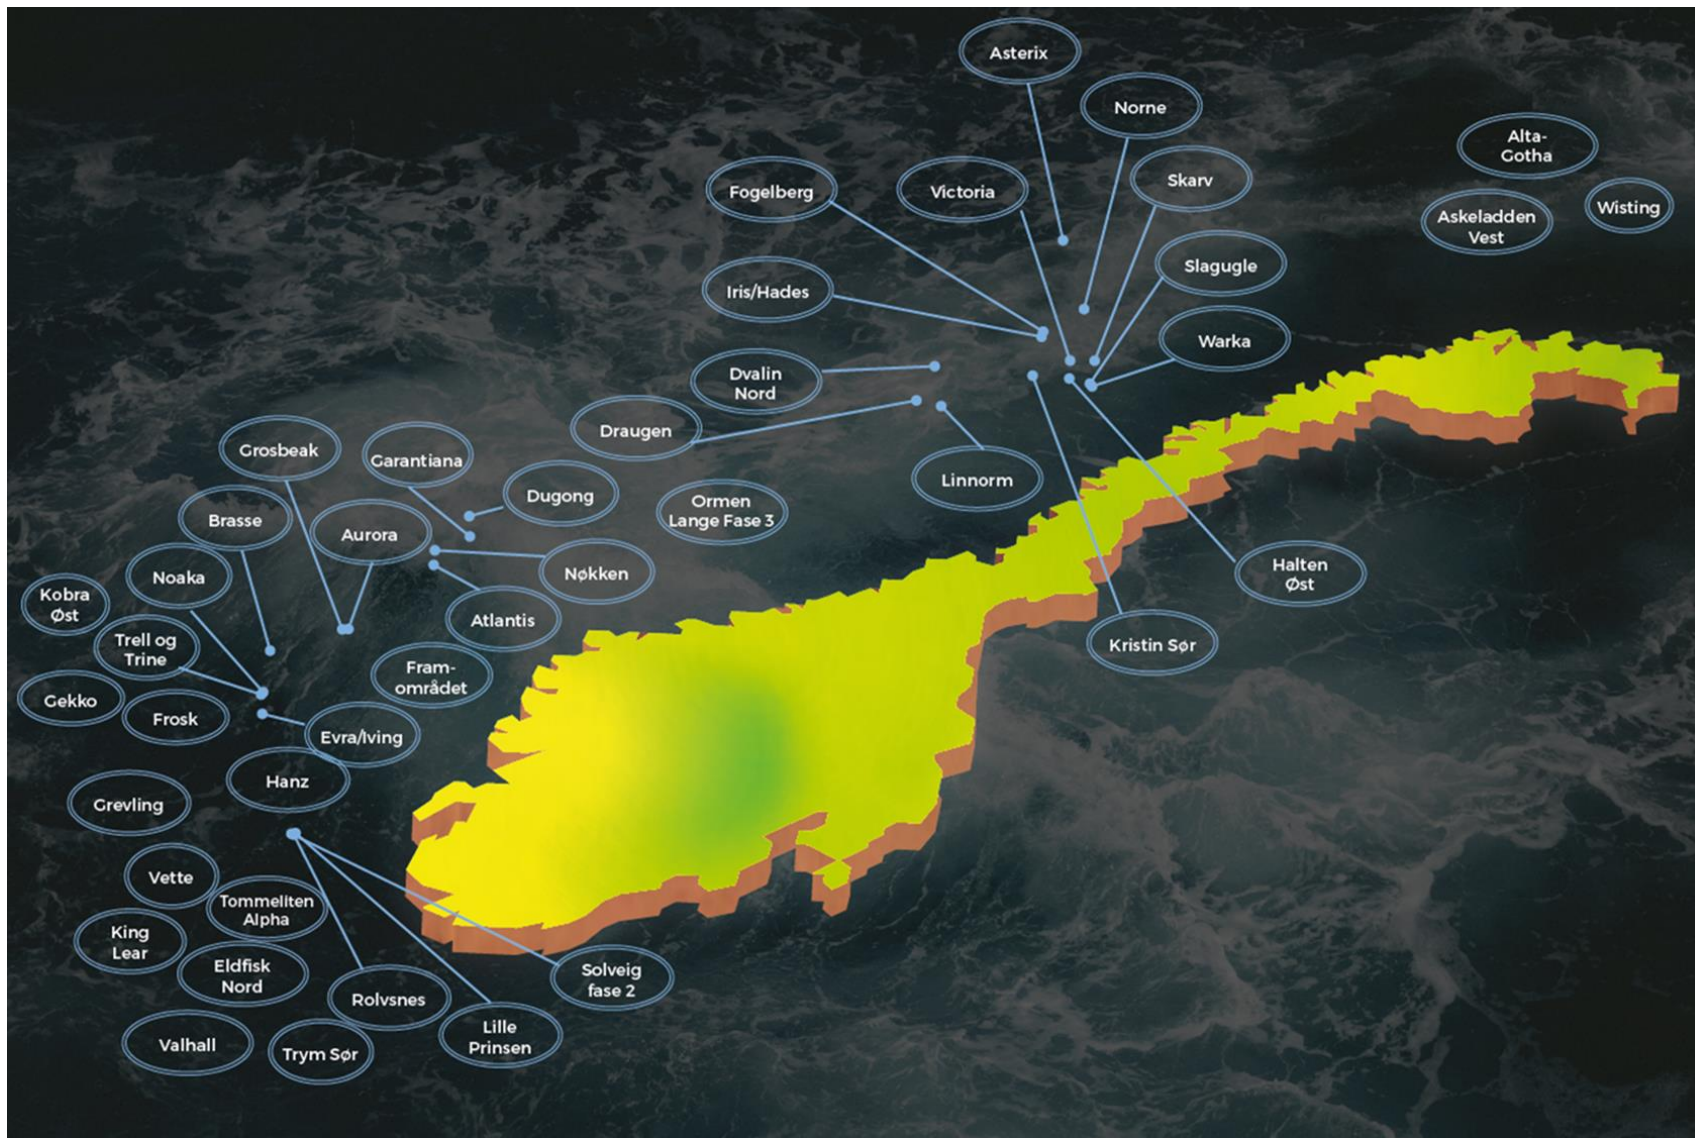 Asterix
Norne
Alta-
Gotha
Fogelberg
Victoria
Skarv
Askeladden
Vest
Wisting
Slagugle
Iris/Hades
Warka
Dvalin
Nord
Draugen
Linnorm
Grosbeak
Garantiana
Dugong
Ormen
Lange Fase 3
Brasse
Aurora
Nøkken
Halten
Øst
Noaka
Kobra
Øst
Atlantis
Kristin Sør
Trell og
Trine
Fram-
området
Gekko
Frosk
Evra/Iving
Hanz
Grevling
Vette
Tommeliten
Alpha
King
Lear
Eldfisk
Nord
Solveig
fase 2
Rolvsnes
Lille
Prinsen
Valhall
Trym Sør